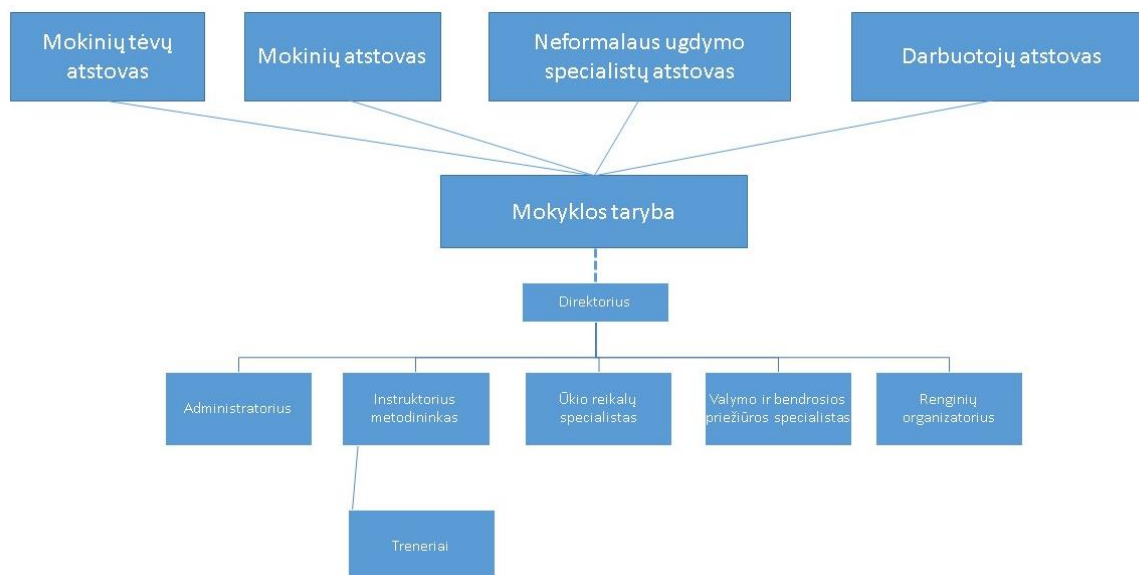 Mokinių tėvų
atstovas
Mokinių atstovas
Neformalaus ugdymo
specialistų atstovas
Darbuotojų atstovas
Mokyklos taryba
Direktorius
Administratorius
Instruktorius
metodininkas
Ūkio reikalų
specialistas
Valymo ir bendrosios
priežiūros specialistas
Renginių
organizatorius
Treneriai